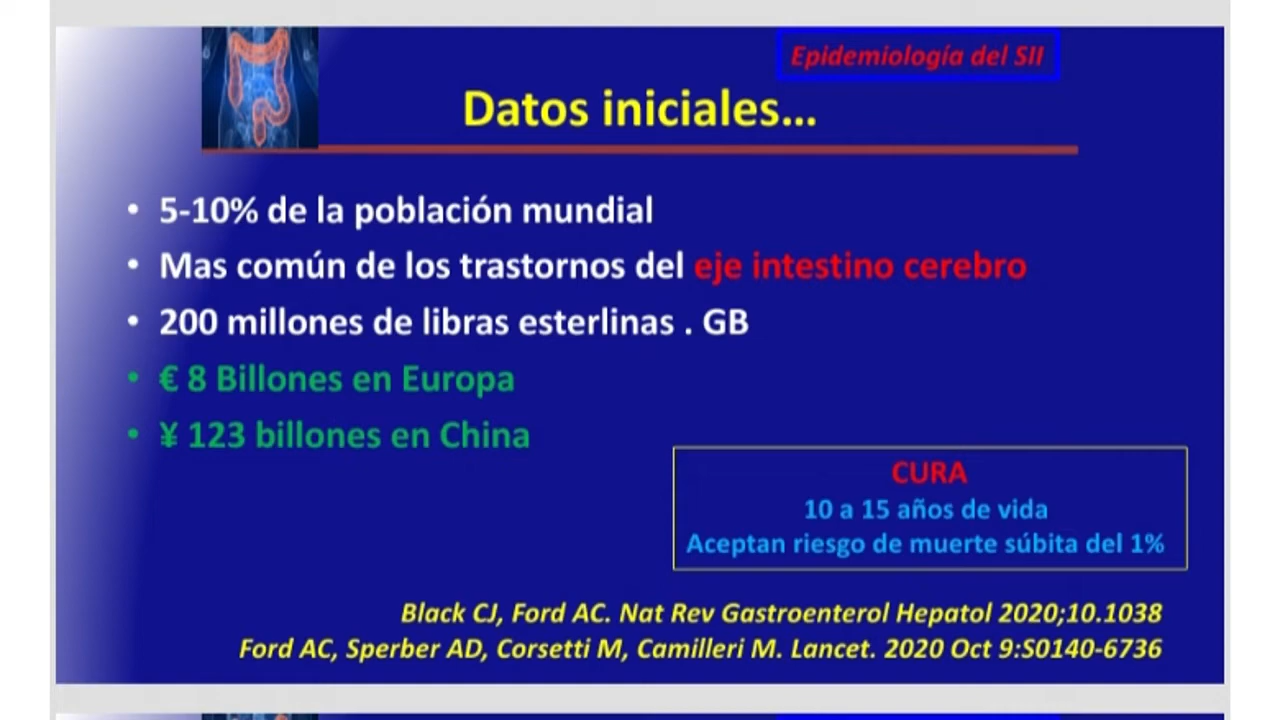 Epidemiología del SII
Datos iniciales...
• 5-10% de la población mundial
• Mas común de los trastornos del eje intestino cerebro
• 200 millones de libras esterlinas . GB
• € 8 Billones en Europa
• ¥ 123 billones en China
CURA
10 a 15 años de vida
Aceptan riesgo de muerte súbita del 1%
Black CJ, Ford AC. Nat Rev Gastroenterol Hepatol 2020;10.1038
Ford AC, Sperber AD, Corsetti M, Camilleri M. Lancet. 2020 Oct 9:S0140-6736